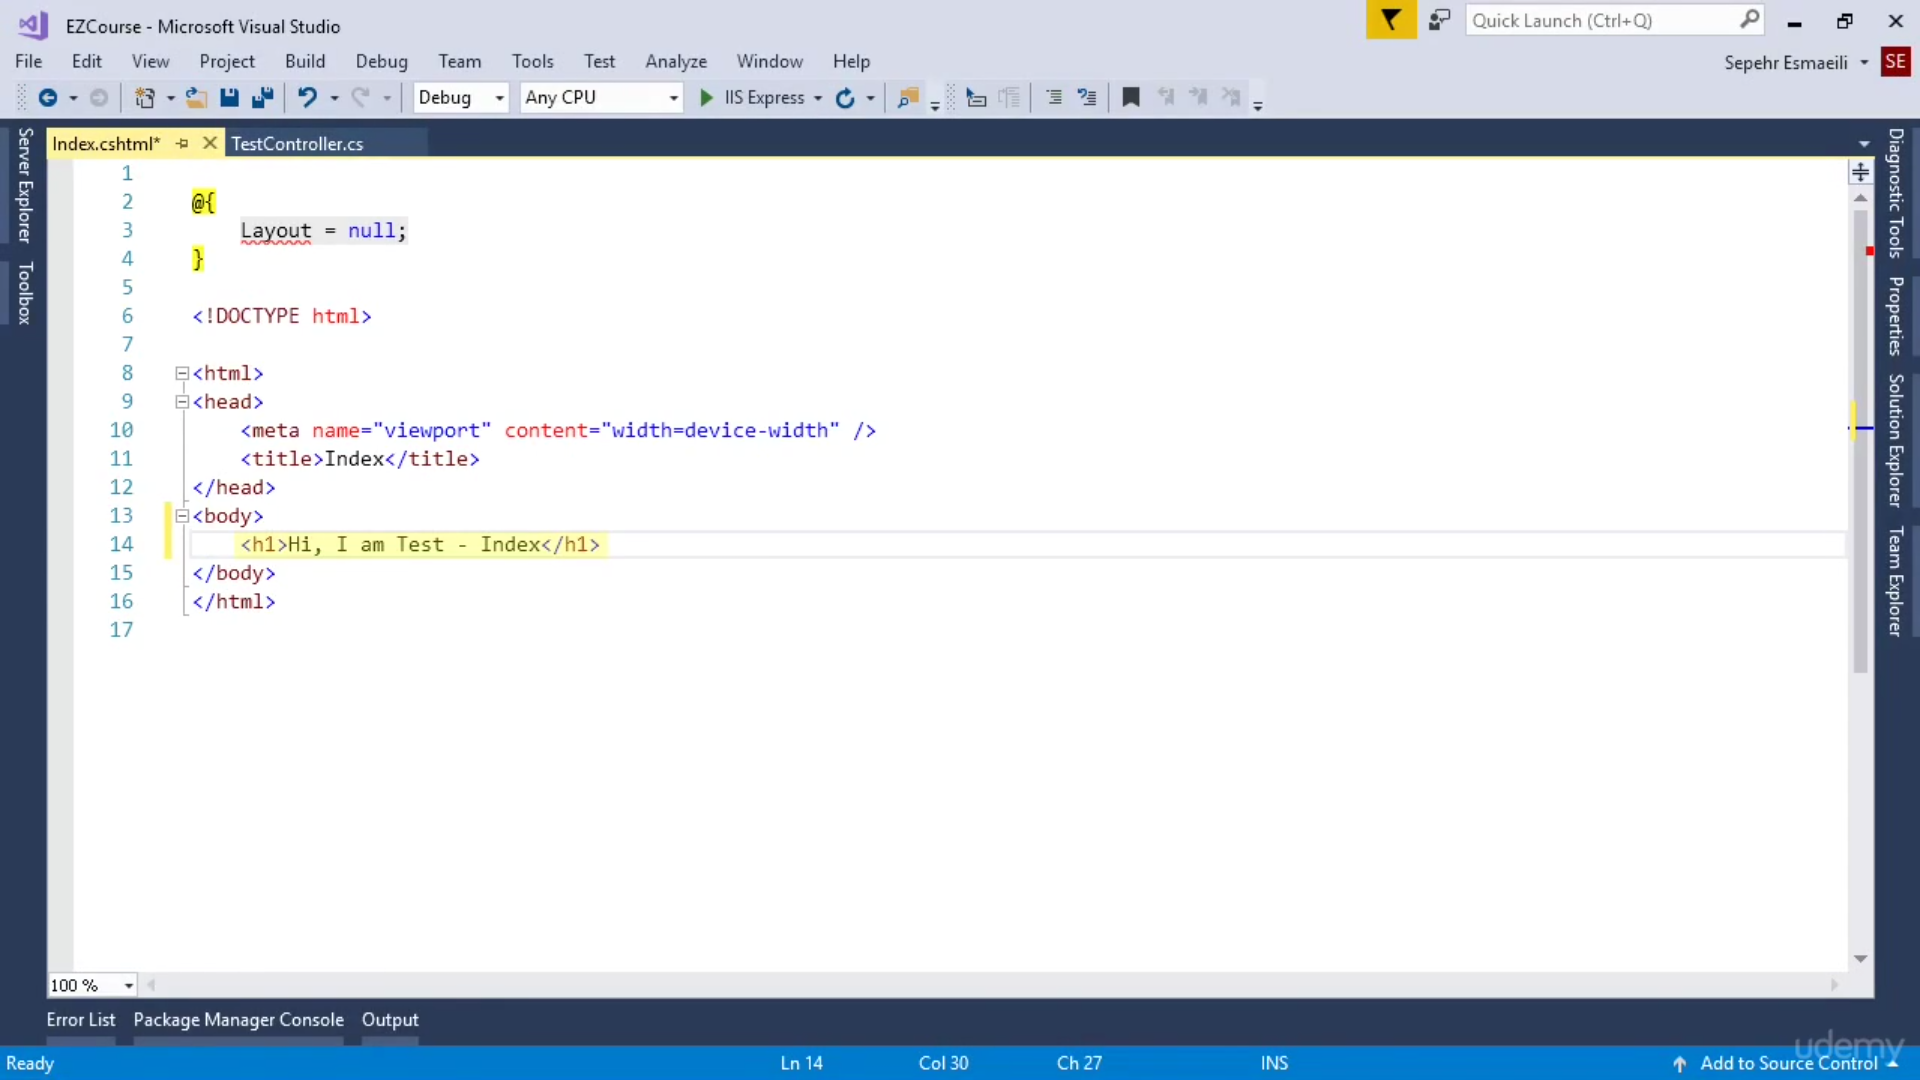 EZCourse - Microsoft Visual Studio
Quick Launch (Ctrl+Q)
File Edit View Project Build Debug Team Tools Test Analyze Window Help
Sepehr Esmaeili SE
Debug Any CPU IIS Express
Index.cshtml* TestController.cs
Server Explorer
Toolbox
1
2 @{
3 Layout = null;
4 }
5
6 <!DOCTYPE html>
7
8 <html>
9 <head>
10 <meta name="viewport" content="width=device-width" />
11 <title>Index</title>
12 </head>
13 <body>
14 <h1>Hi, I am Test - Index</h1>
15 </body>
16 </html>
17
Diagnostic Tools
Properties
Solution Explorer
Team Explorer
100 %
Error List Package Manager Console Output
Ready Ln 14 Col 30 Ch 27 INS Add to Source Control
udemy